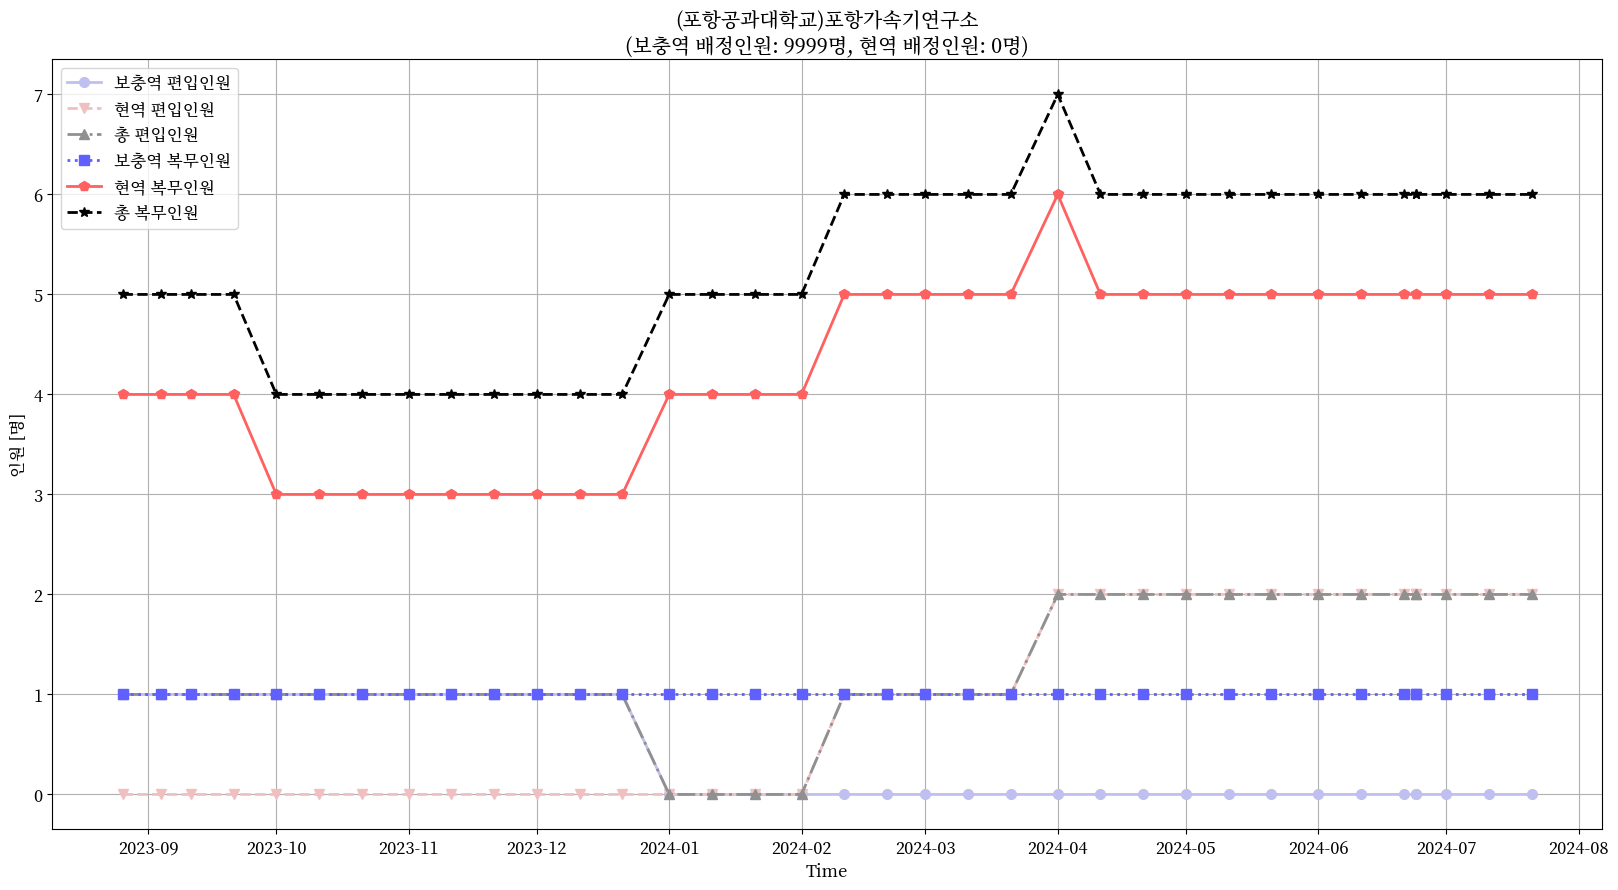 (포항공과대학교)포항가속기연구소
(보충역 배정인원: 9999명, 현역 배정인원: 0명)
보충역 편입인원
현역 편입인원
총 편입인원
보충역 복무인원
현역 복무인원
총 복무인원
7
6
5
4
3
2
1
0
인원 [명]
2023-09 2023-10 2023-11 2023-12 2024-01 2024-02 2024-03 2024-04 2024-05 2024-06 2024-07 2024-08
Time